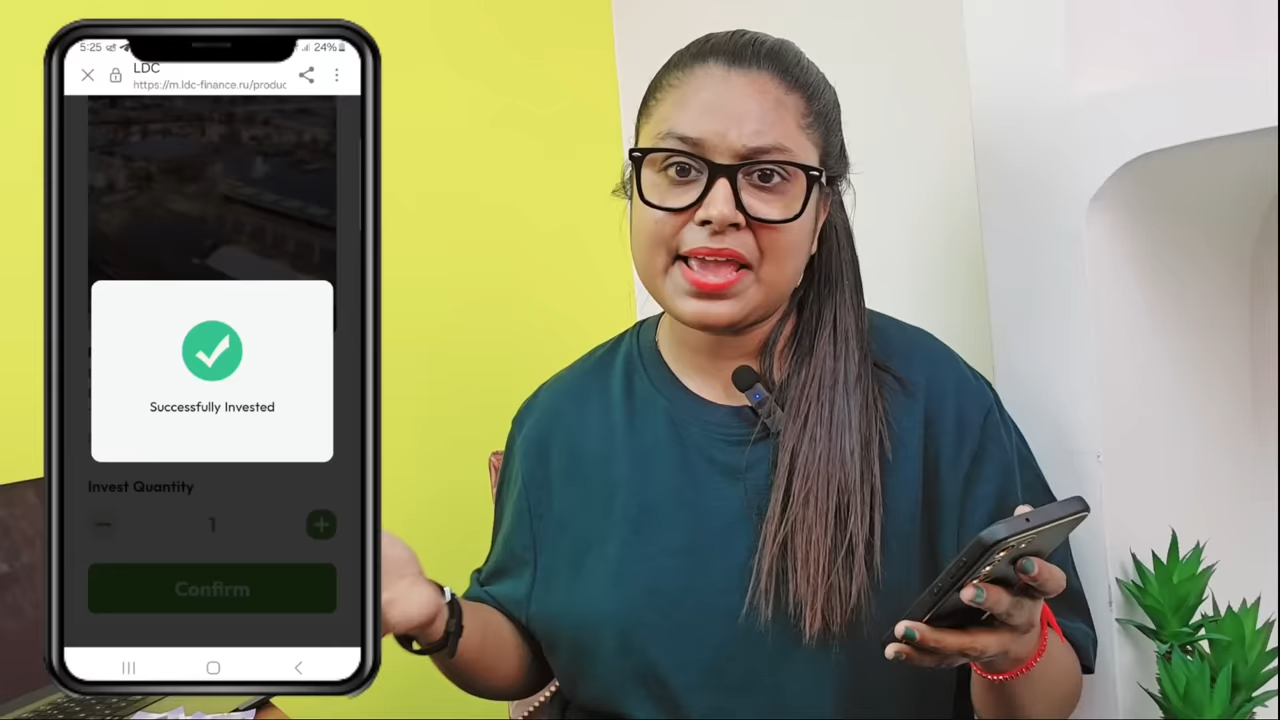 5:25
24%
LDC
https://m.ldc-finance.ru/produc
Successfully Invested
Invest Quantity
1
Confirm